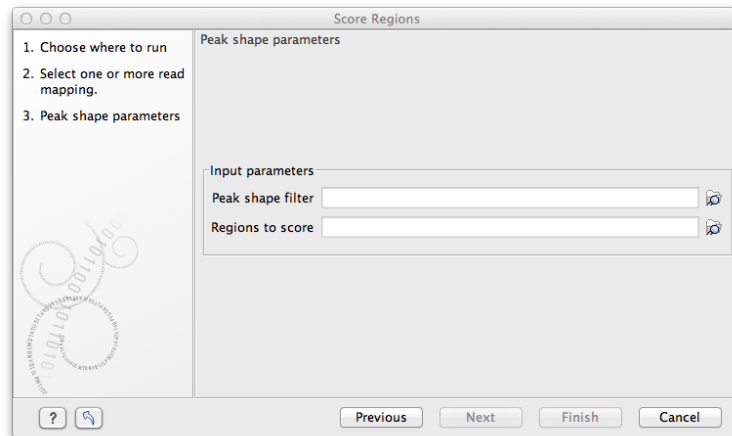 Score Regions
1. Choose where to run
2. Select one or more read
mapping.
3. Peak shape parameters
Peak shape parameters
Input parameters
Peak shape filter
Regions to score
?
Previous
Next
Finish
Cancel